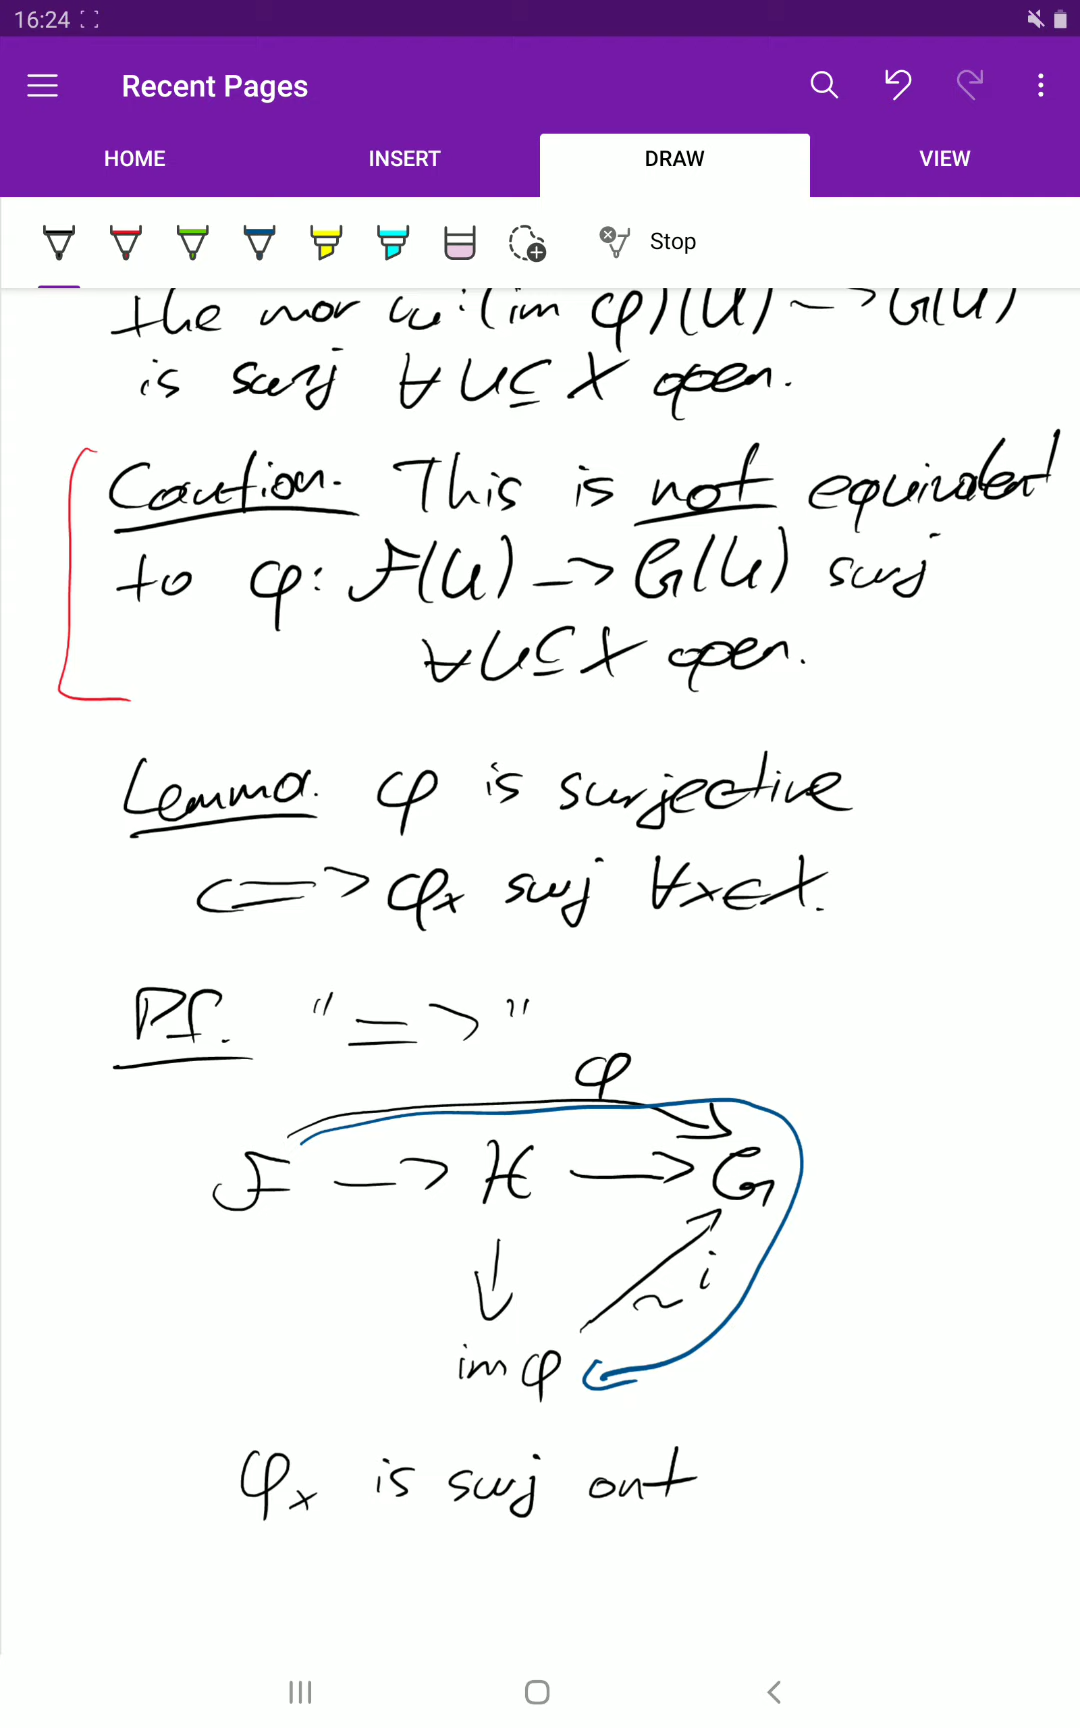 16:24
Recent Pages
HOME INSERT DRAW VIEW
Stop
the mor (im φ)(U) -> G(U)
is surj ∀ U ⊆ X open.
Caution. This is not equivalent
to φ: F(U) -> G(U) surj
∀ U ⊆ X open.
Lemma. φ is surjective
<=> φₓ surj ∀x∈X.
Pf. "=>"
φ
F -> H -> G
~ i
im φ
φₓ is surj ont